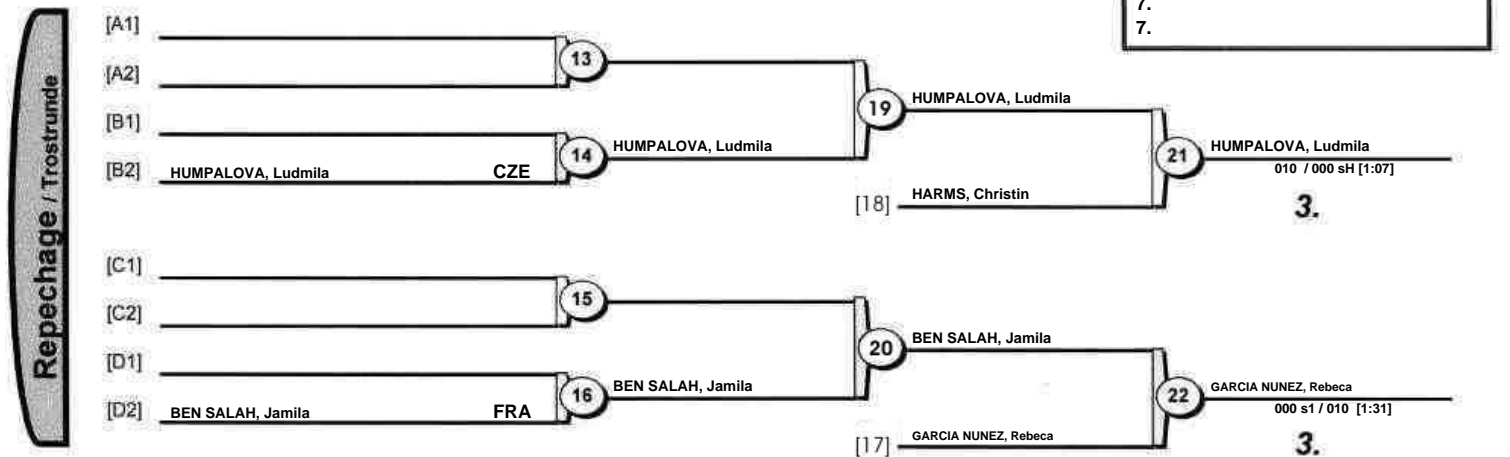 7.
7.
Repechage / Trostrunde
[A1]
13
[A2]
HUMPALOVA, Ludmila
19
[B1]
HUMPALOVA, Ludmila
14
HUMPALOVA, Ludmila
21
[B2] HUMPALOVA, Ludmila CZE
010 / 000 sH [1:07]
[18] HARMS, Christin
3.
[C1]
15
[C2]
BEN SALAH, Jamila
20
[D1]
BEN SALAH, Jamila
16
GARCIA NUNEZ, Rebeca
22
[D2] BEN SALAH, Jamila FRA
000 s1 / 010 [1:31]
[17] GARCIA NUNEZ, Rebeca
3.